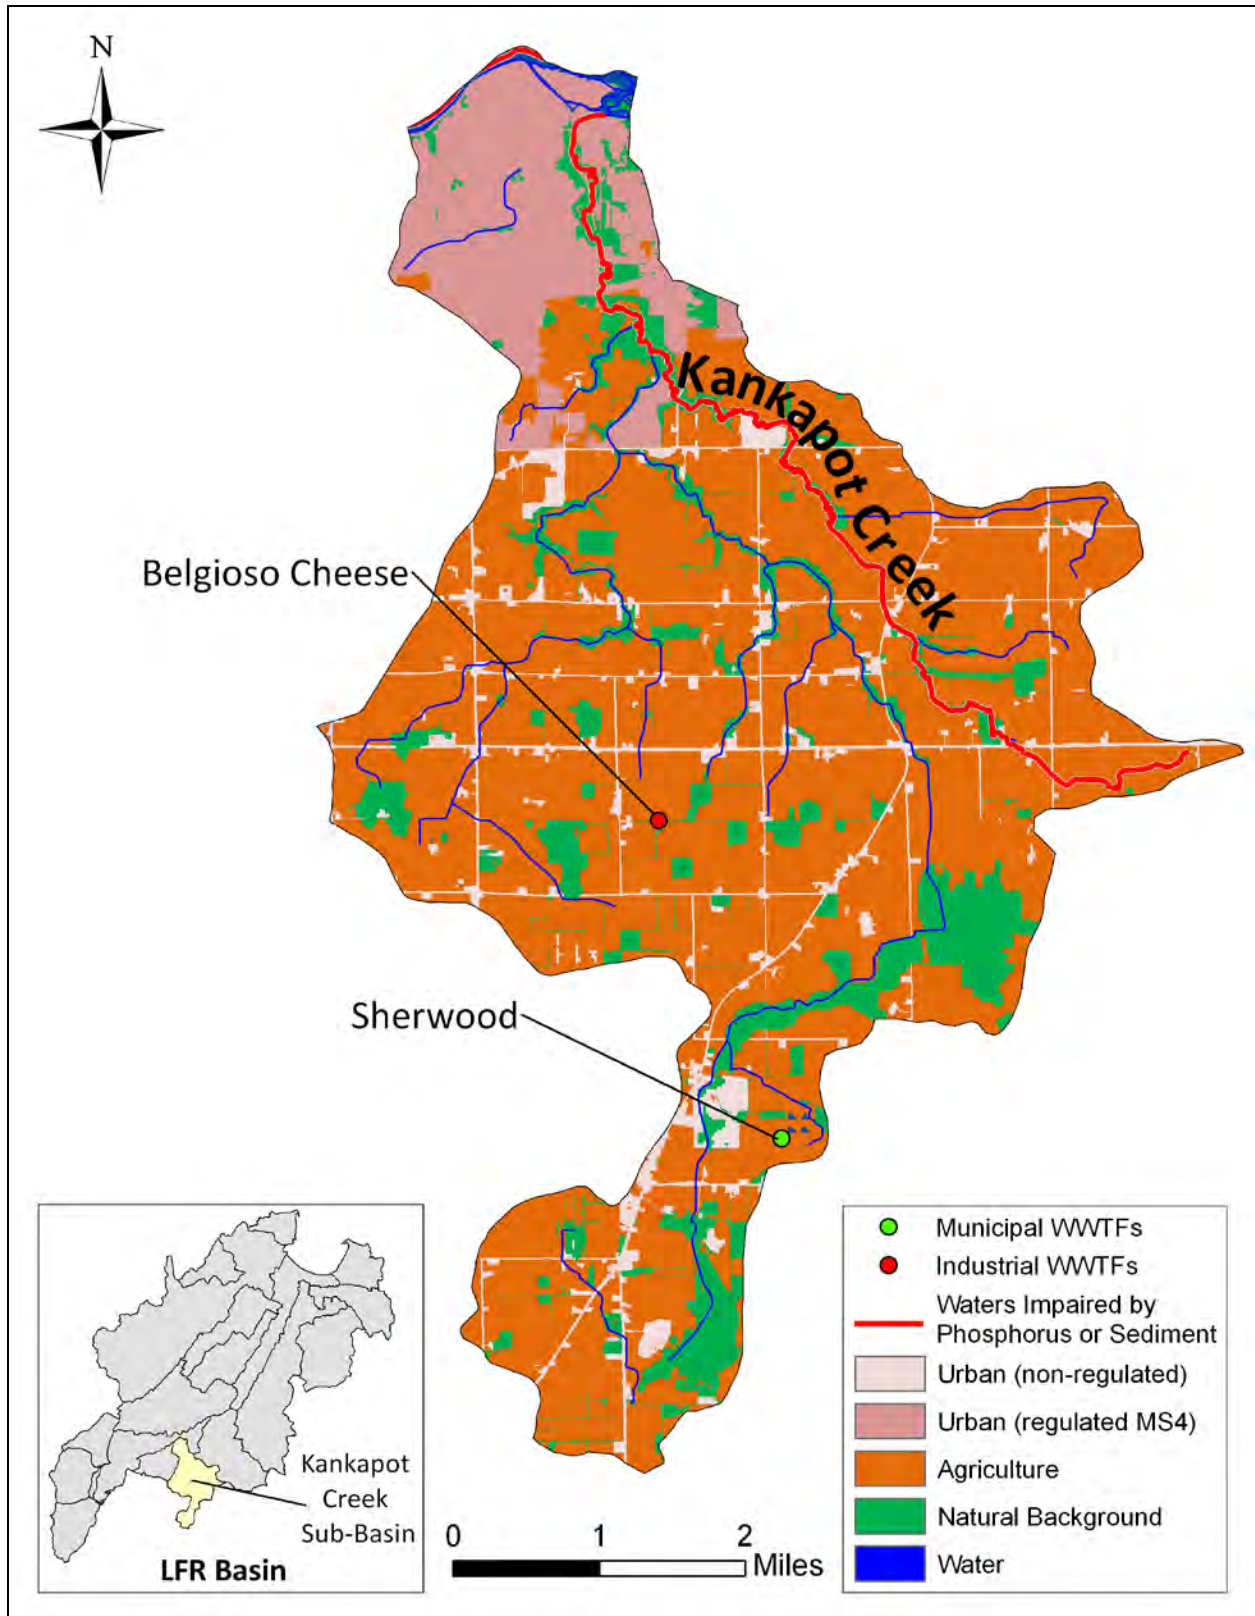 N
Kankapot Creek
Belgioso Cheese
Sherwood
Kankapot
Creek
Sub-Basin
LFR Basin
0 1 2
Miles
Municipal WWTFs
Industrial WWTFs
Waters Impaired by
Phosphorus or Sediment
Urban (non-regulated)
Urban (regulated MS4)
Agriculture
Natural Background
Water